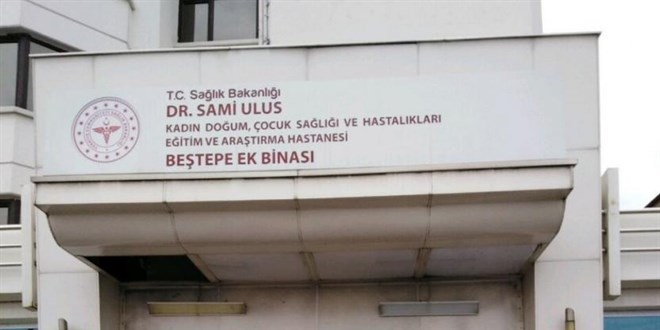 T.C. Sağlık Bakanlığı
DR. SAMİ ULUS
KADIN DOĞUM, ÇOCUK SAĞLIĞI VE HASTALIKLARI
EĞİTİM VE ARAŞTIRMA HASTANESİ
BEŞTEPE EK BİNASI